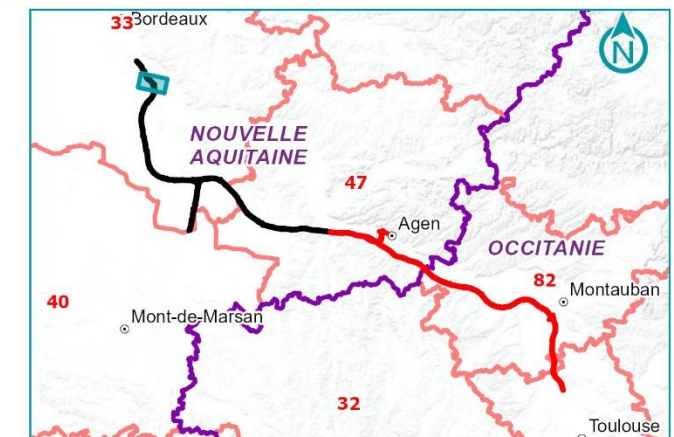 33
Bordeaux
N
NOUVELLE
AQUITAINE
47
Agen
OCCITANIE
82
Montauban
40
Mont-de-Marsan
32
Toulouse